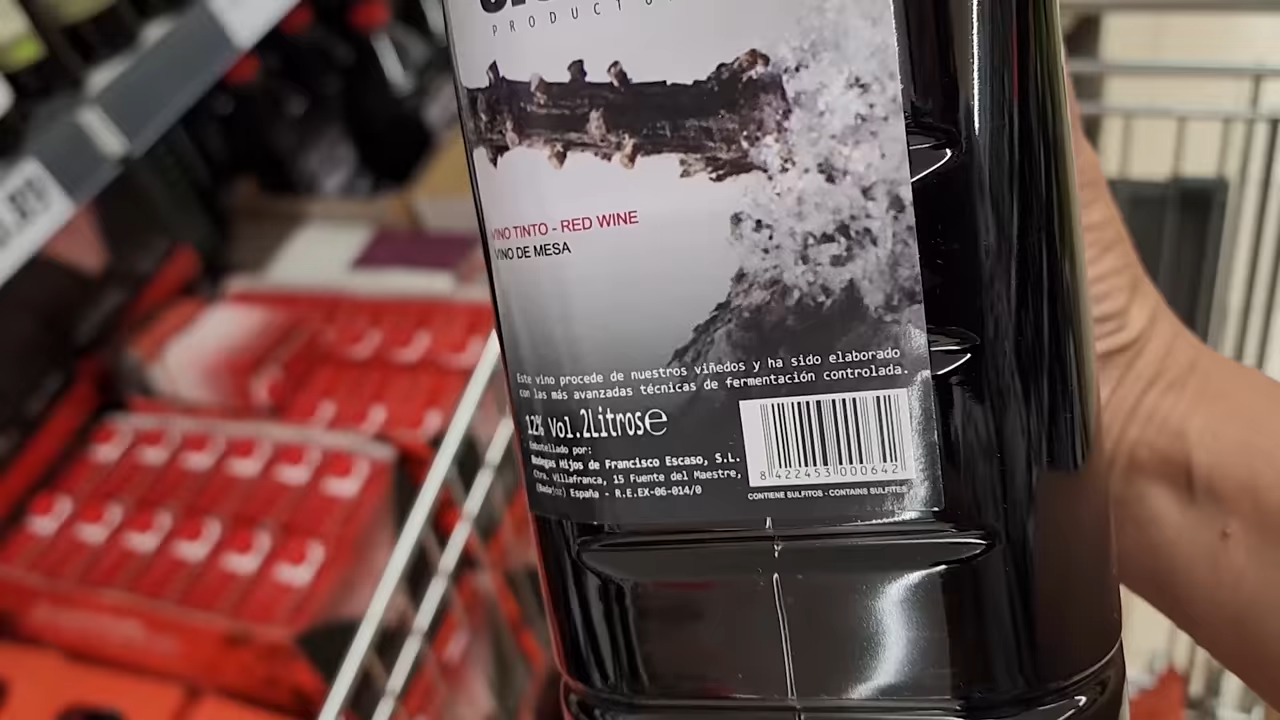 PRODUCT
VINO TINTO - RED WINE
VINO DE MESA
Este vino procede de nuestros viñedos y ha sido elaborado
con las más avanzadas técnicas de fermentación controlada.
12% Vol.2Litros℮
Embotellado por:
Bodegas Hijos de Francisco Escaso, S.L.
Ctra. Villafranca, 15 Fuente del Maestre,
(Badajoz) España - R.E.EX-06-014/0
8 422453 000642
CONTIENE SULFITOS - CONTAINS SULFITES